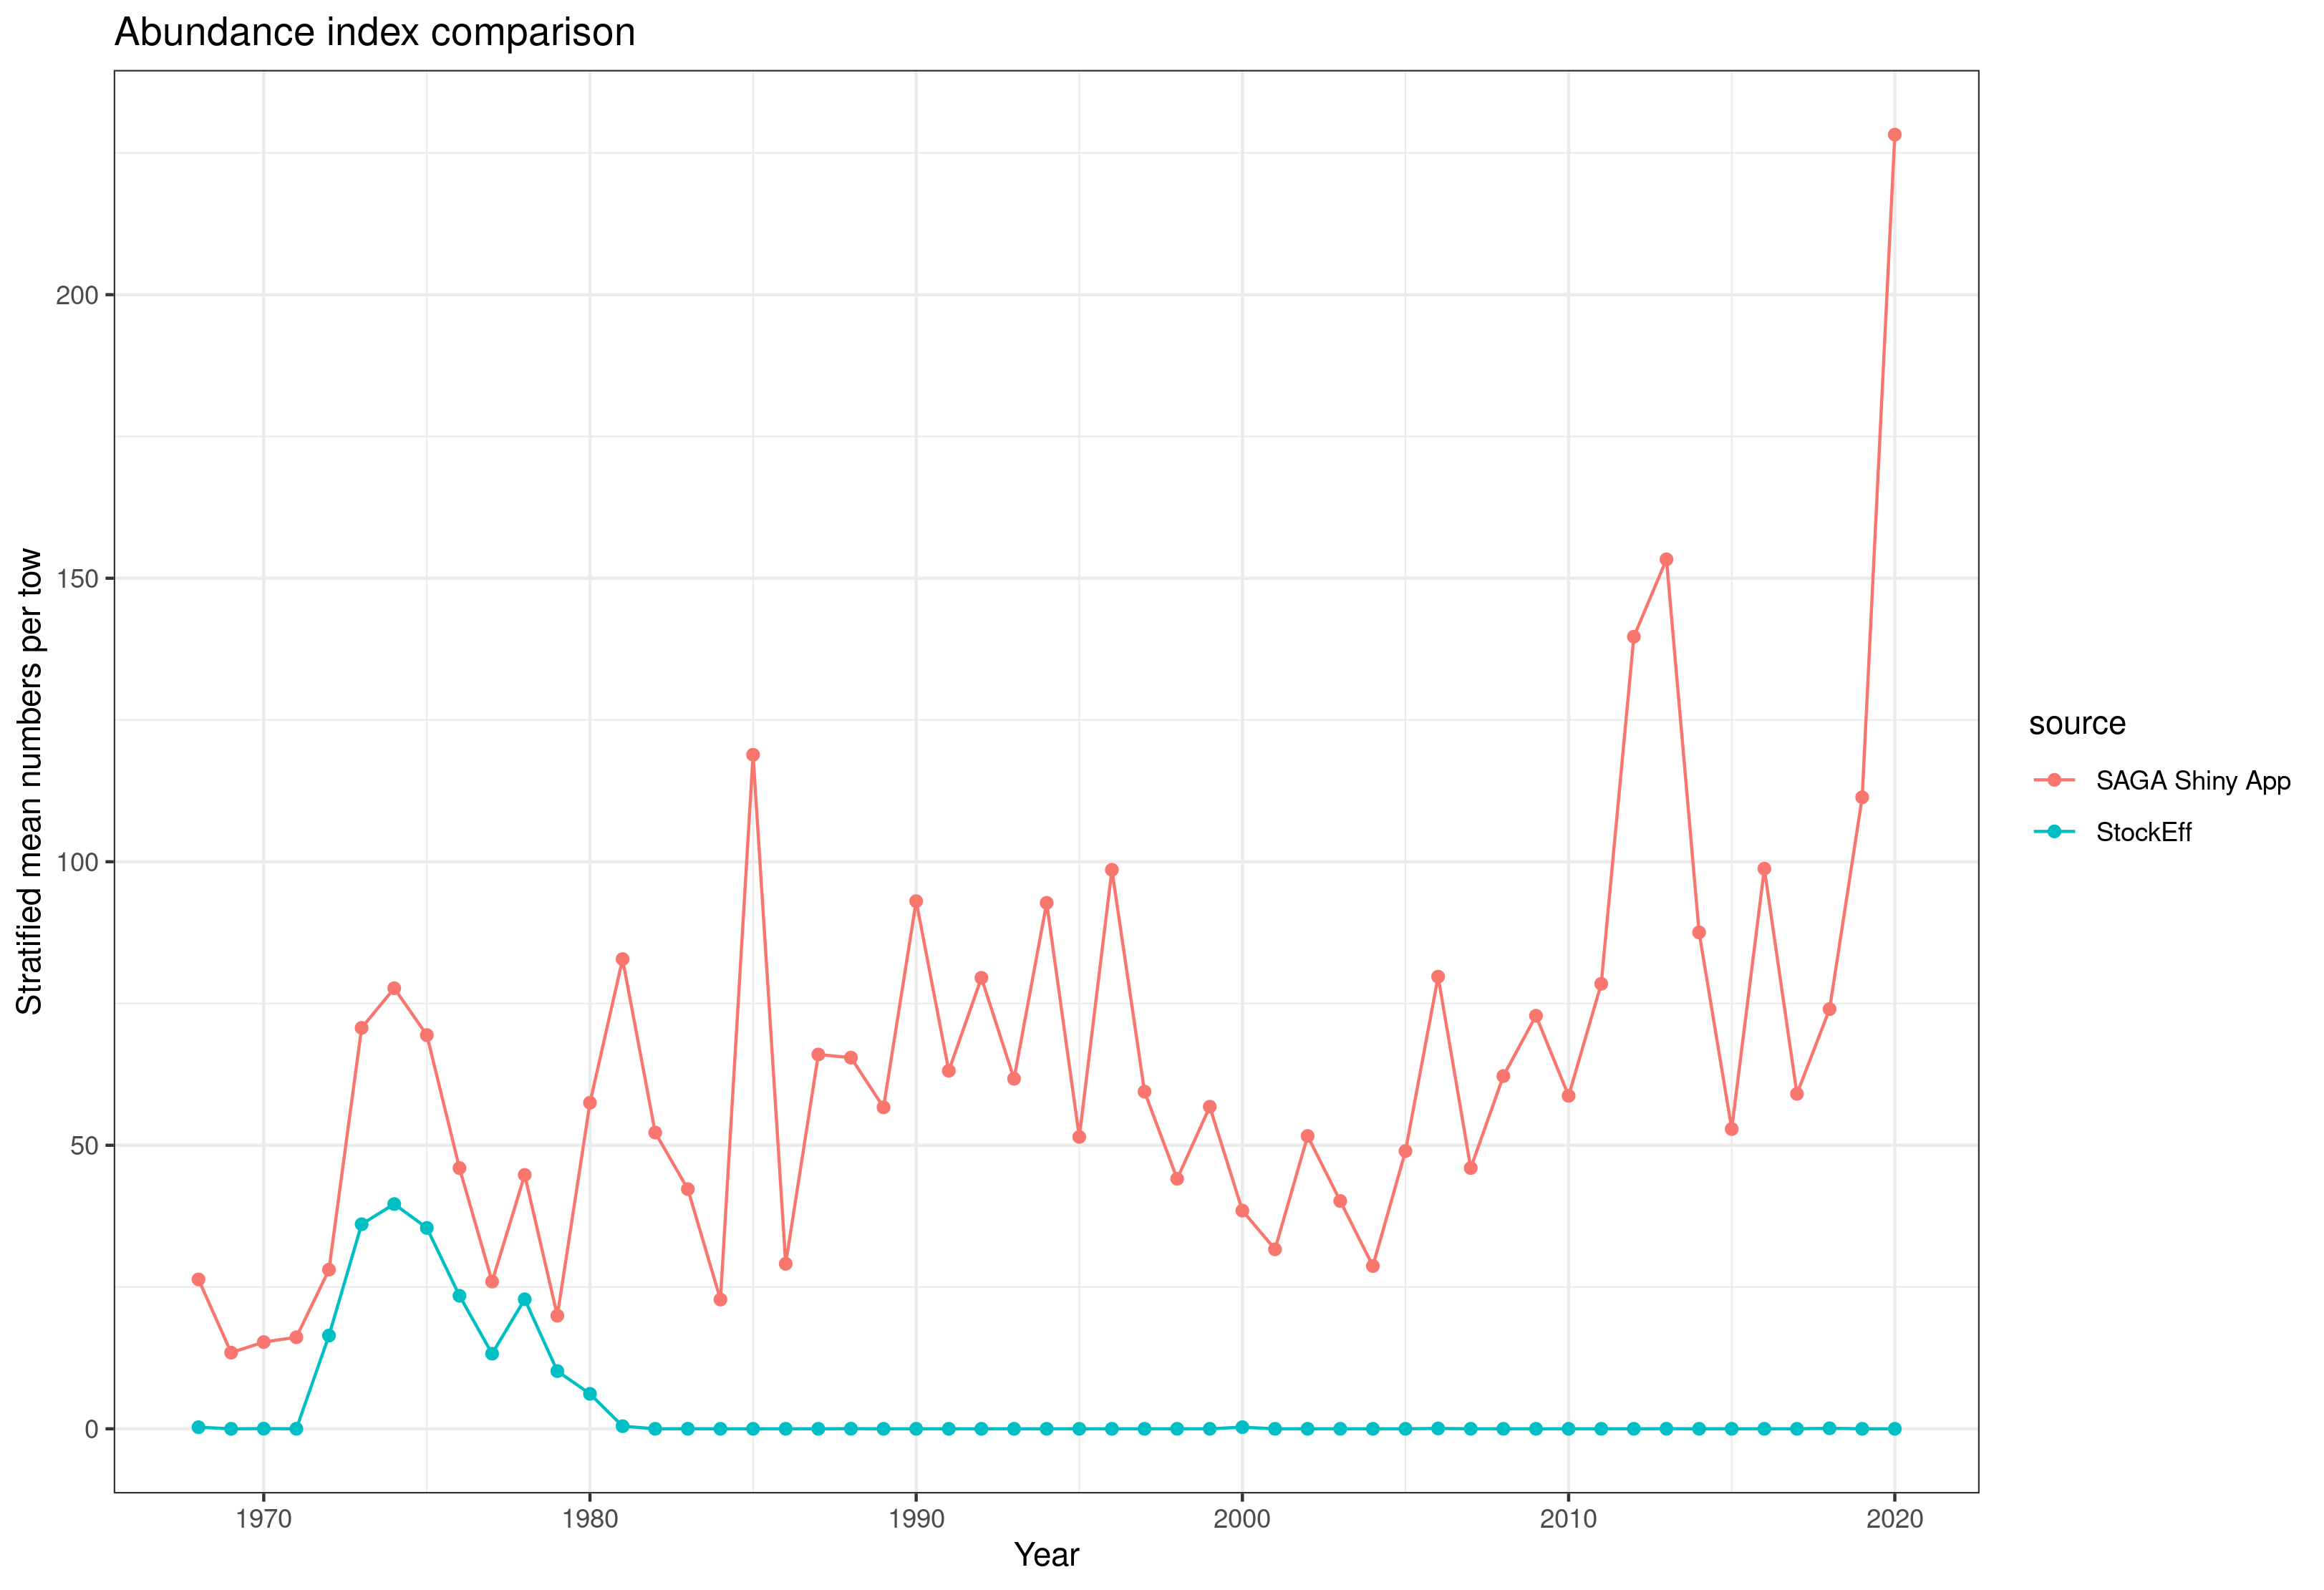 Abundance index comparison
Stratified mean numbers per tow
200
150
100
50
0
1970 1980 1990 2000 2010 2020
Year
source
SAGA Shiny App
StockEff